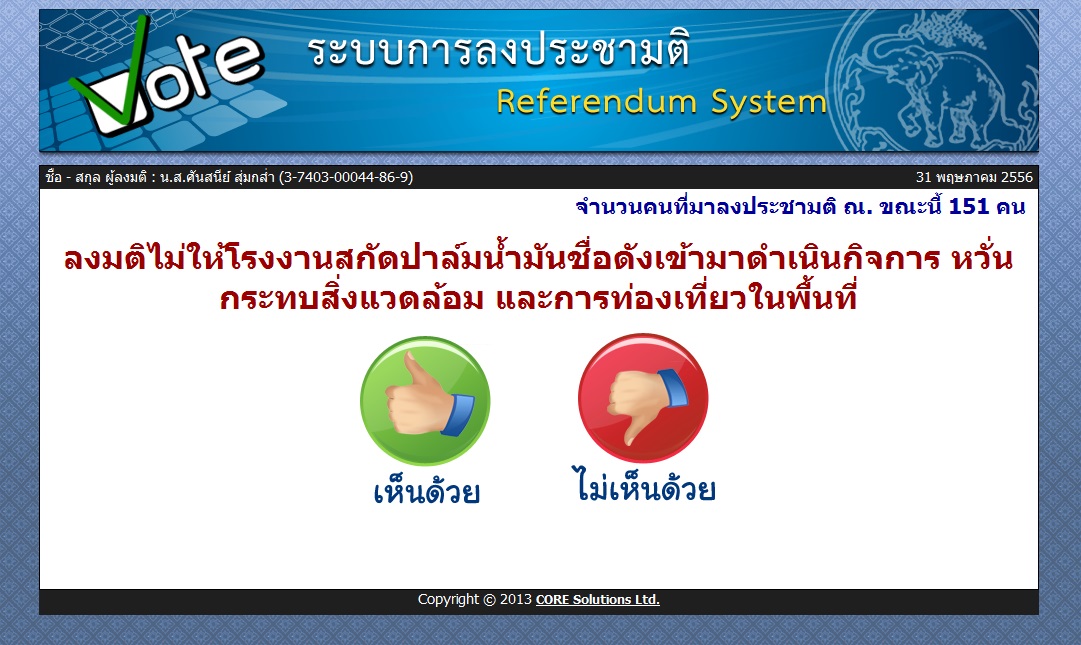 Vote
ระบบการลงประชามติ
Referendum System
ชื่อ - สกุล ผู้ลงมติ : น.ส.ศันสนีย์ สุ่มกล่ำ (3-7403-00044-86-9)
31 พฤษภาคม 2556
จำนวนคนที่มาลงประชามติ ณ. ขณะนี้ 151 คน
ลงมติไม่ให้โรงงานสกัดปาล์มน้ำมันชื่อดังเข้ามาดำเนินกิจการ หวั่น
กระทบสิ่งแวดล้อม และการท่องเที่ยวในพื้นที่
เห็นด้วย
ไม่เห็นด้วย
Copyright © 2013 CORE Solutions Ltd.